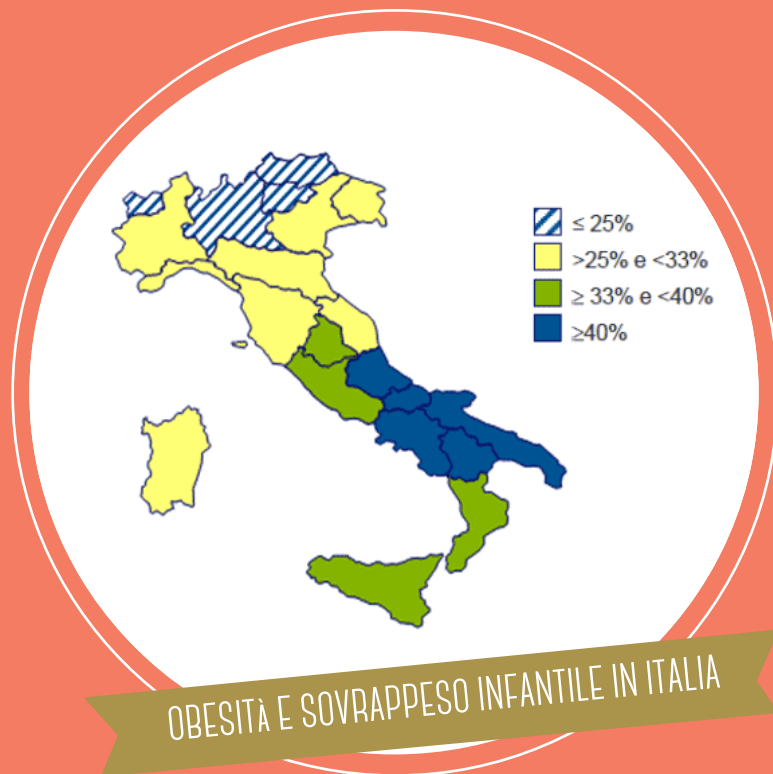 ≤ 25%
>25% e <33%
≥ 33% e <40%
≥40%
OBESITÀ E SOVRAPPESO INFANTILE IN ITALIA